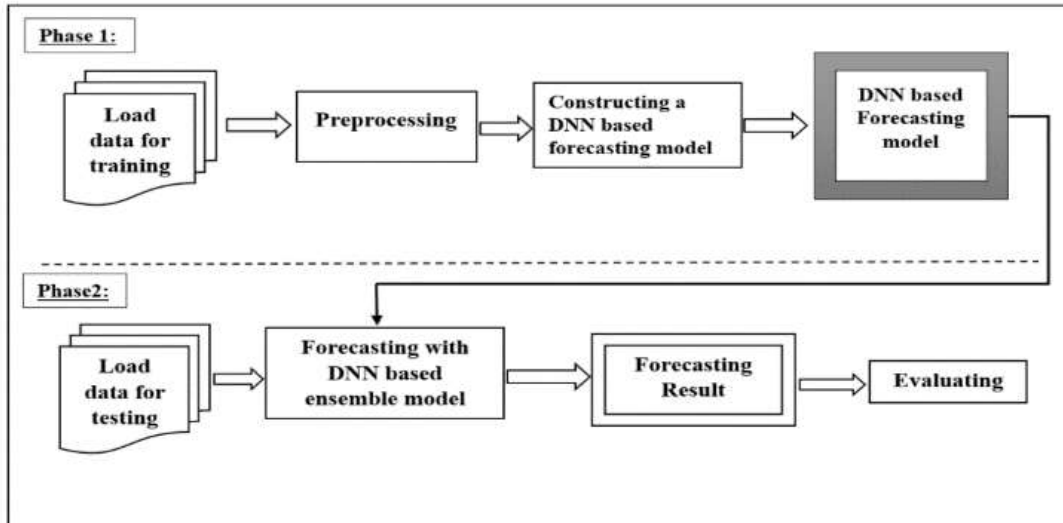 Phase 1:
Load
data for
training
Preprocessing
Constructing a
DNN based
forecasting model
DNN based
Forecasting
model
Phase2:
Load
data for
testing
Forecasting with
DNN based
ensemble model
Forecasting
Result
Evaluating